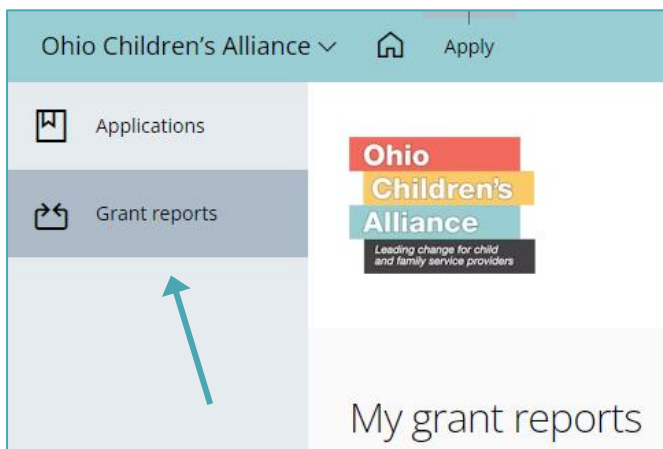 Ohio Children's Alliance
Apply
Applications
Grant reports
Ohio
Children's
Alliance
Leading change for child
and family service providers
My grant reports